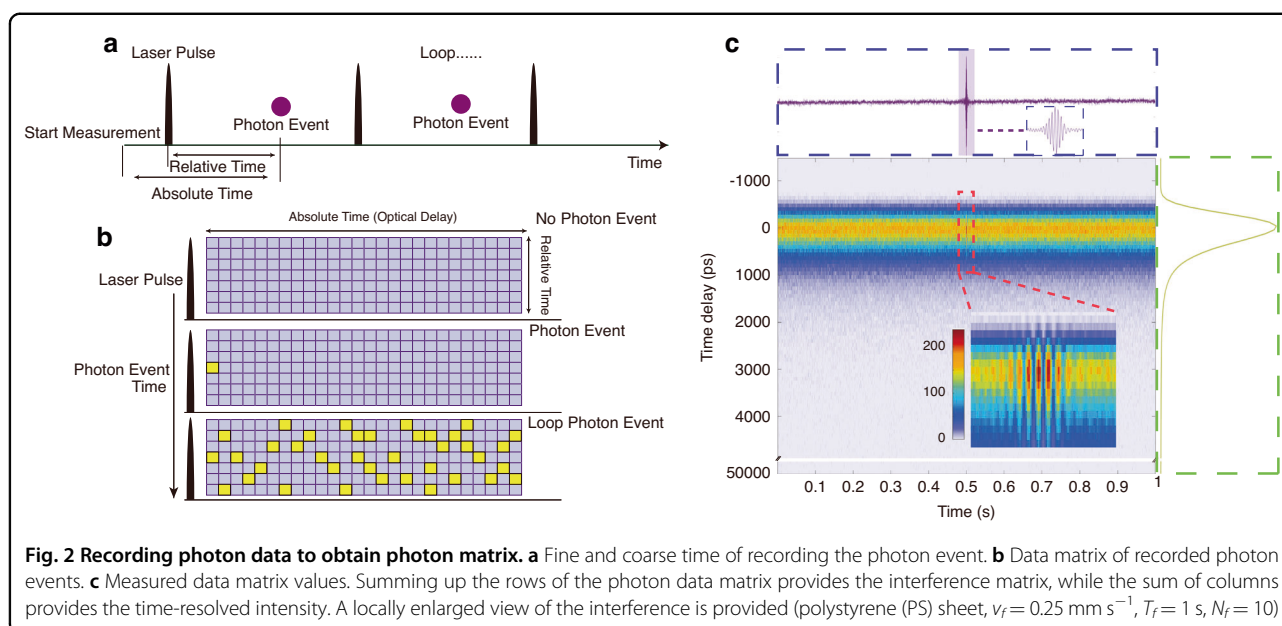 a
Laser Pulse
Loop......
Photon Event
Photon Event
Start Measurement
Relative Time
Time
Absolute Time
b
Absolute Time (Optical Delay)
No Photon Event
Relative Time
Laser Pulse
Photon Event
Photon Event
Time
Loop Photon Event
c
-1000
0
1000
2000
3000
4000
50000
Time delay (ps)
200
100
0
0.1 0.2 0.3 0.4 0.5 0.6 0.7 0.8 0.9 1
Time (s)
Fig. 2 Recording photon data to obtain photon matrix. a Fine and coarse time of recording the photon event. b Data matrix of recorded photon
events. c Measured data matrix values. Summing up the rows of the photon data matrix provides the interference matrix, while the sum of columns
provides the time-resolved intensity. A locally enlarged view of the interference is provided (polystyrene (PS) sheet, v_f = 0.25 mm s⁻¹, T_f = 1 s, N_f = 10)